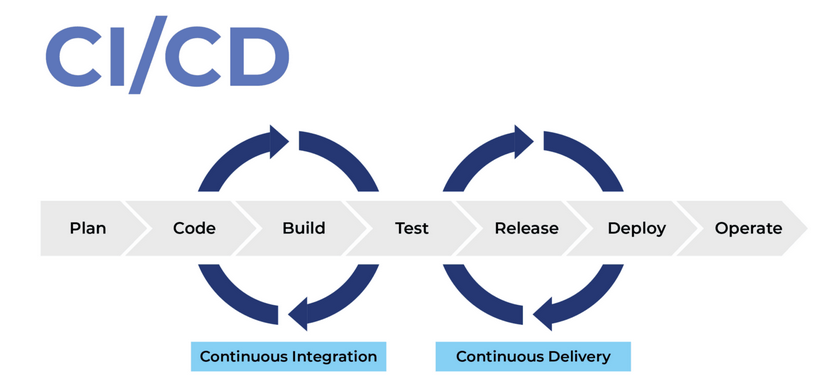 CI/CD
Plan Code Build Test Release Deploy Operate
Continuous Integration Continuous Delivery